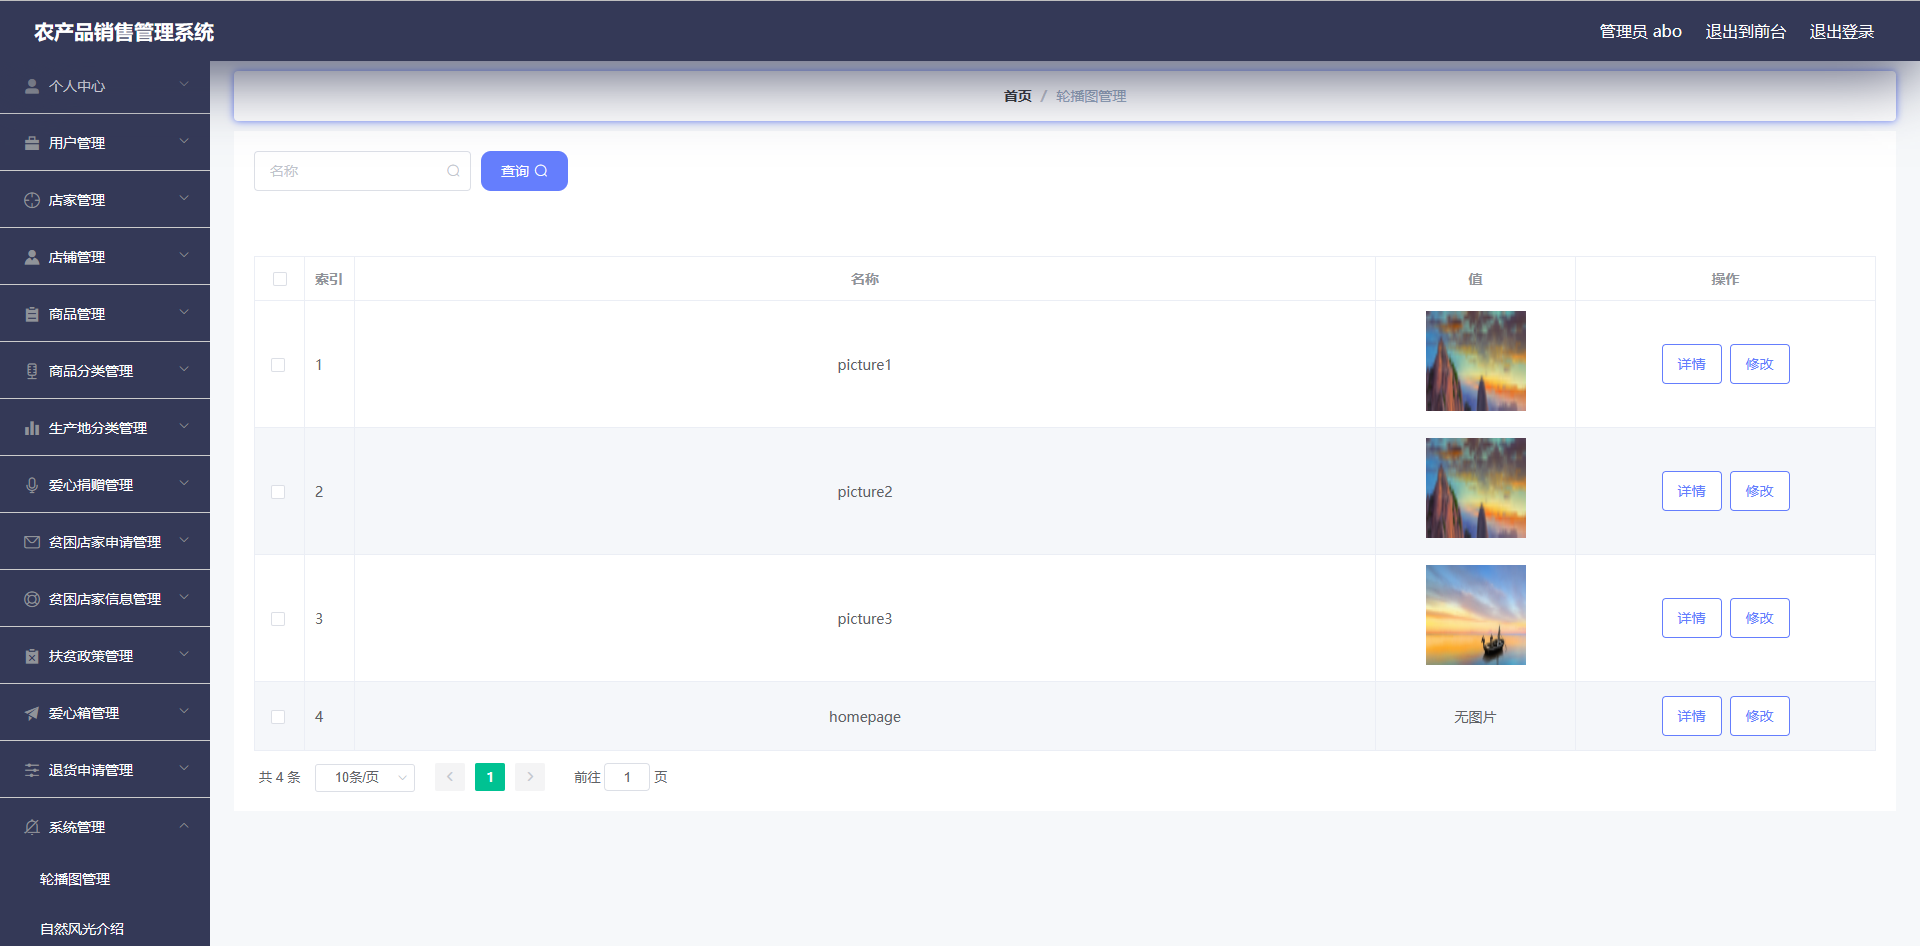 农产品销售管理系统
管理员 abo 退出到前台 退出登录
个人中心
用户管理
店家管理
店铺管理
商品管理
商品分类管理
生产地分类管理
爱心捐赠管理
贫困店家申请管理
贫困店家信息管理
扶贫政策管理
爱心箱管理
退货申请管理
系统管理
轮播图管理
自然风光介绍
首页 / 轮播图管理
名称 查询
索引 名称 值 操作
1 picture1 详情 修改
2 picture2 详情 修改
3 picture3 详情 修改
4 homepage 无图片 详情 修改
共 4 条 10条/页 1 前往 1 页